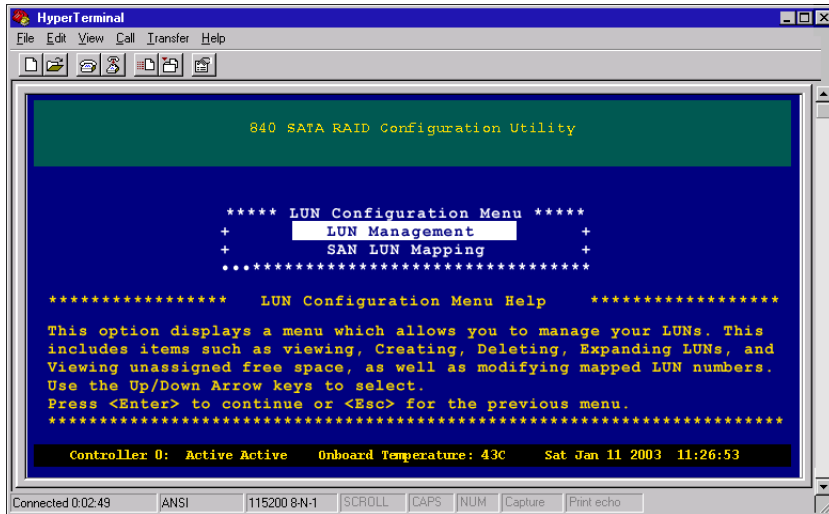 HyperTerminal
File Edit View Call Transfer Help
840 SATA RAID Configuration Utility
***** LUN Configuration Menu *****
+ LUN Management +
+ SAN LUN Mapping +
...**********************************
****************** LUN Configuration Menu Help *******************
This option displays a menu which allows you to manage your LUNs. This
includes items such as viewing, Creating, Deleting, Expanding LUNs, and
Viewing unassigned free space, as well as modifying mapped LUN numbers.
Use the Up/Down Arrow keys to select.
Press <Enter> to continue or <Esc> for the previous menu.
**************************************************************************
Controller 0: Active Active Onboard Temperature: 43C Sat Jan 11 2003 11:26:53
Connected 0:02:49 ANSI 115200 8-N-1 SCROLL CAPS NUM Capture Print echo